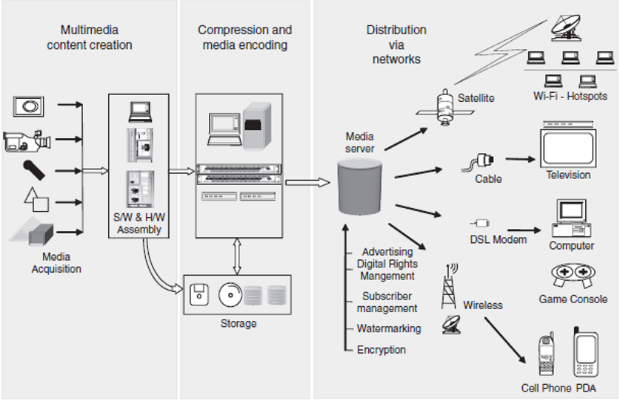 Multimedia
content creation
Compression and
media encoding
Distribution
via
networks
Satellite
Wi-Fi - Hotspots
Media
server
Cable
Television
S/W & H/W
Assembly
DSL Modem
Computer
Media
Acquisition
Advertising
Digital Rights
Mangement
Subscriber
management
Watermarking
Encryption
Storage
Wireless
Game Console
Cell Phone
PDA